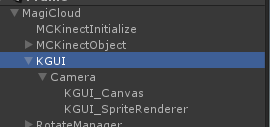 MagiCloud
MCKinectInitialize
MCKinectObject
KGUI
Camera
KGUI_Canvas
KGUI_SpriteRenderer
RotateManager